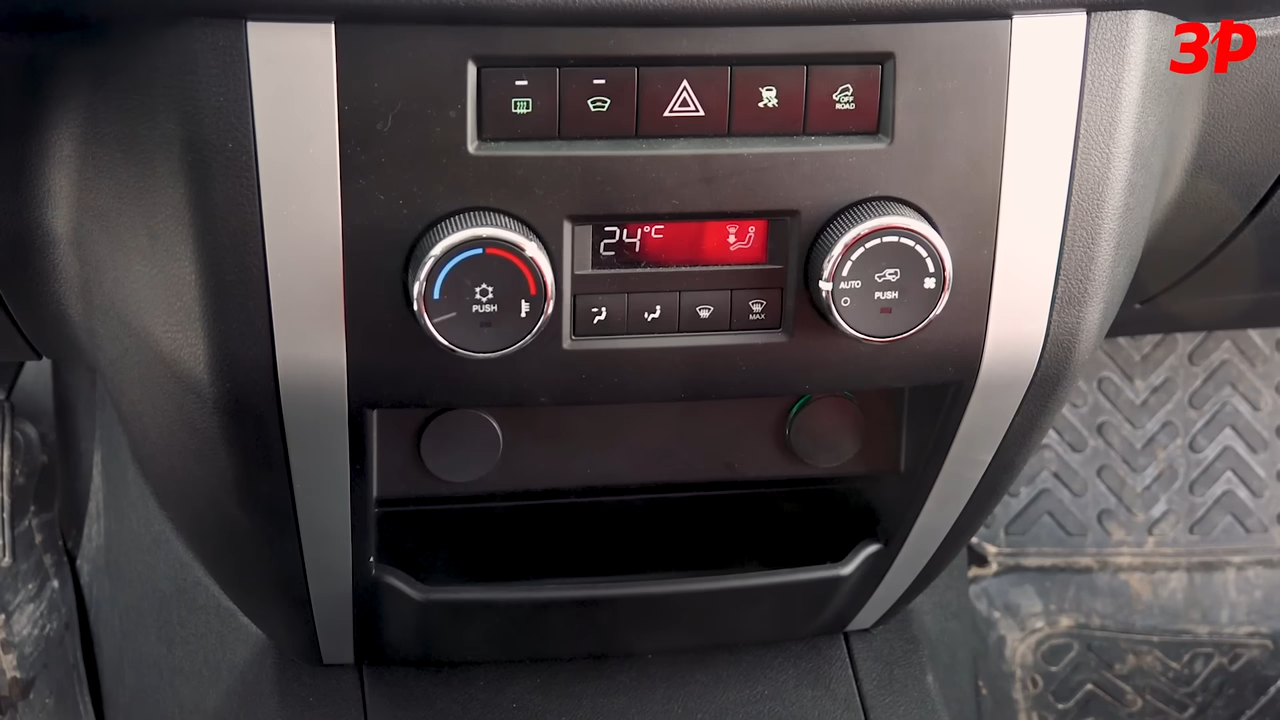 ЗР
OFF
ROAD
24°C
AUTO
PUSH
PUSH
MAX